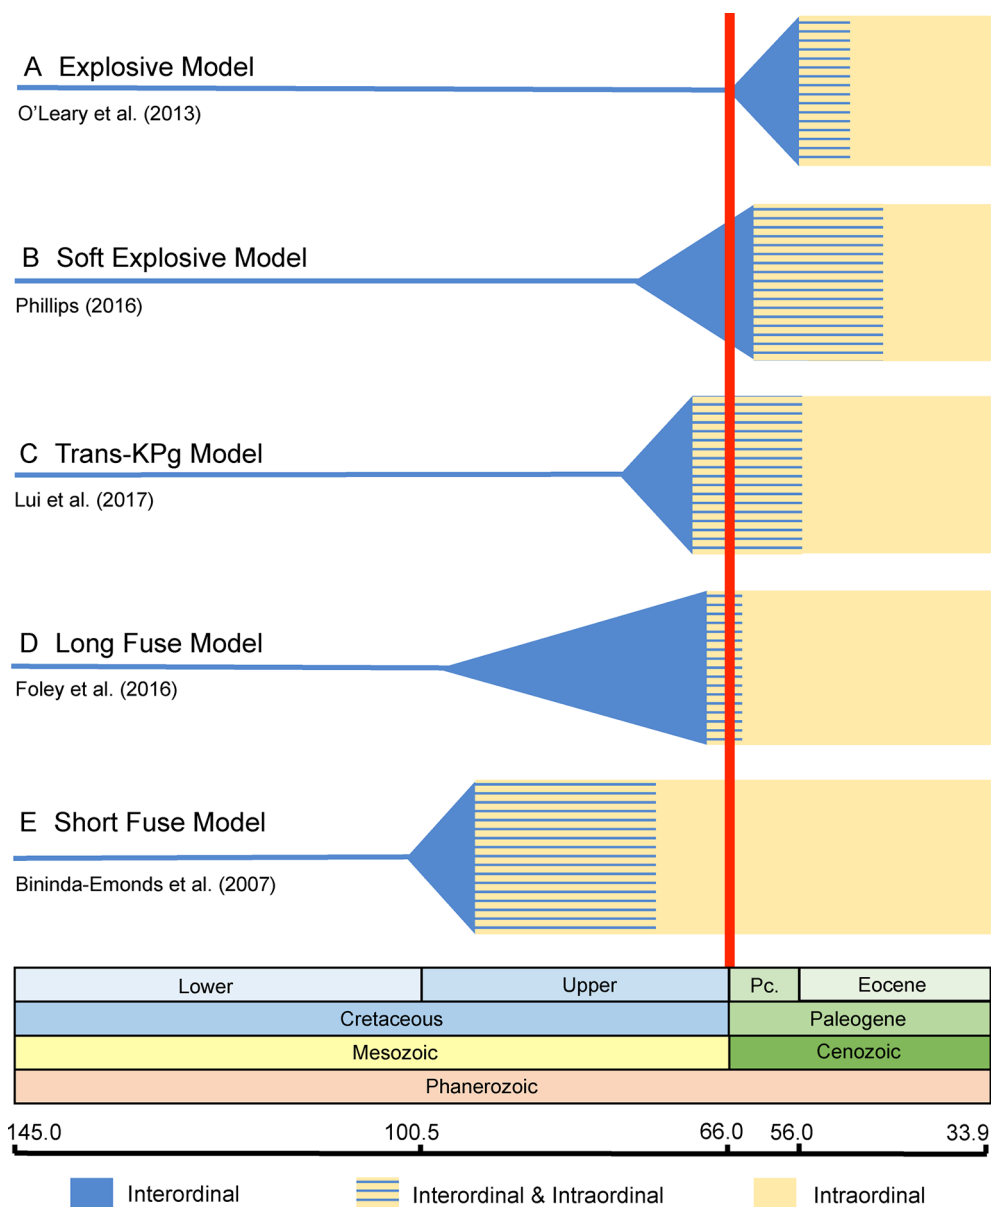 A Explosive Model
O'Leary et al. (2013)
B Soft Explosive Model
Phillips (2016)
C Trans-KPg Model
Lui et al. (2017)
D Long Fuse Model
Foley et al. (2016)
E Short Fuse Model
Bininda-Emonds et al. (2007)
Lower Upper Pc. Eocene
Cretaceous Paleogene
Mesozoic Cenozoic
Phanerozoic
145.0 100.5 66.0 56.0 33.9
Interordinal Interordinal & Intraordinal Intraordinal